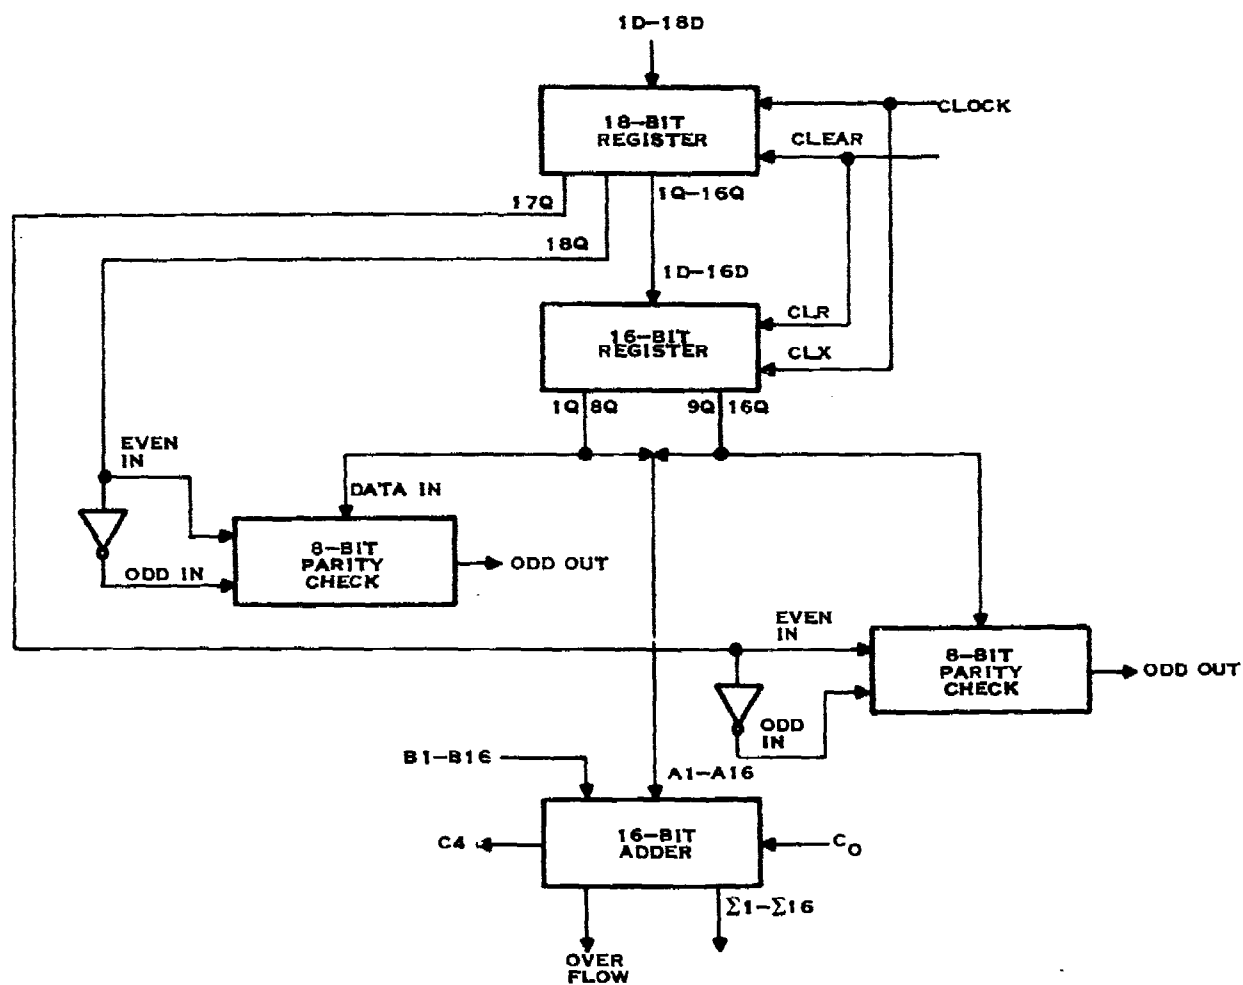 1D-18D
18-BIT
REGISTER
CLOCK
CLEAR
17Q
1Q-16Q
18Q
1D-16D
16-BIT
REGISTER
CLR
CLX
1Q 8Q
9Q 16Q
EVEN
IN
DATA IN
8-BIT
PARITY
CHECK
ODD OUT
ODD IN
EVEN
IN
8-BIT
PARITY
CHECK
ODD OUT
ODD
IN
B1-B16
A1-A16
16-BIT
ADDER
C4
C0
Σ1-Σ16
OVER
FLOW